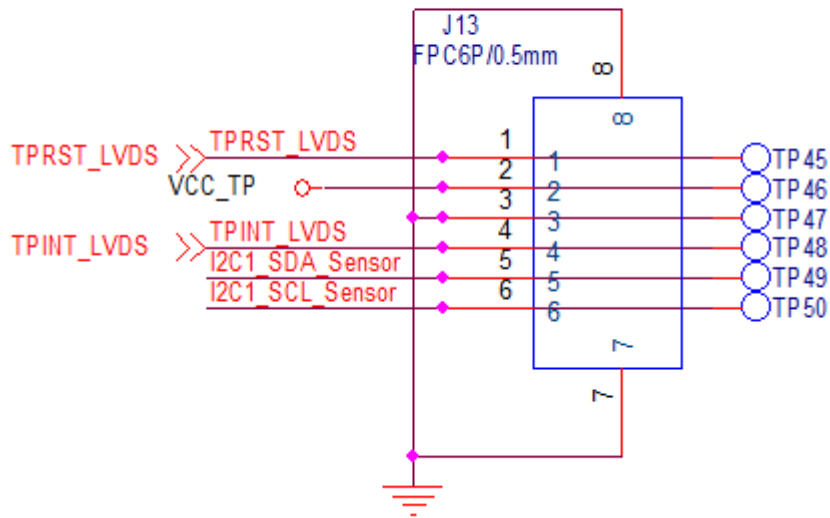 J13
FPC6P/0.5mm
8
8
TPRST_LVDS
TPRST_LVDS
1
1
TP45
VCC_TP
2
2
TP46
3
3
TP47
TPINT_LVDS
TPINT_LVDS
4
4
TP48
I2C1_SDA_Sensor
5
5
TP49
I2C1_SCL_Sensor
6
6
TP50
7
7